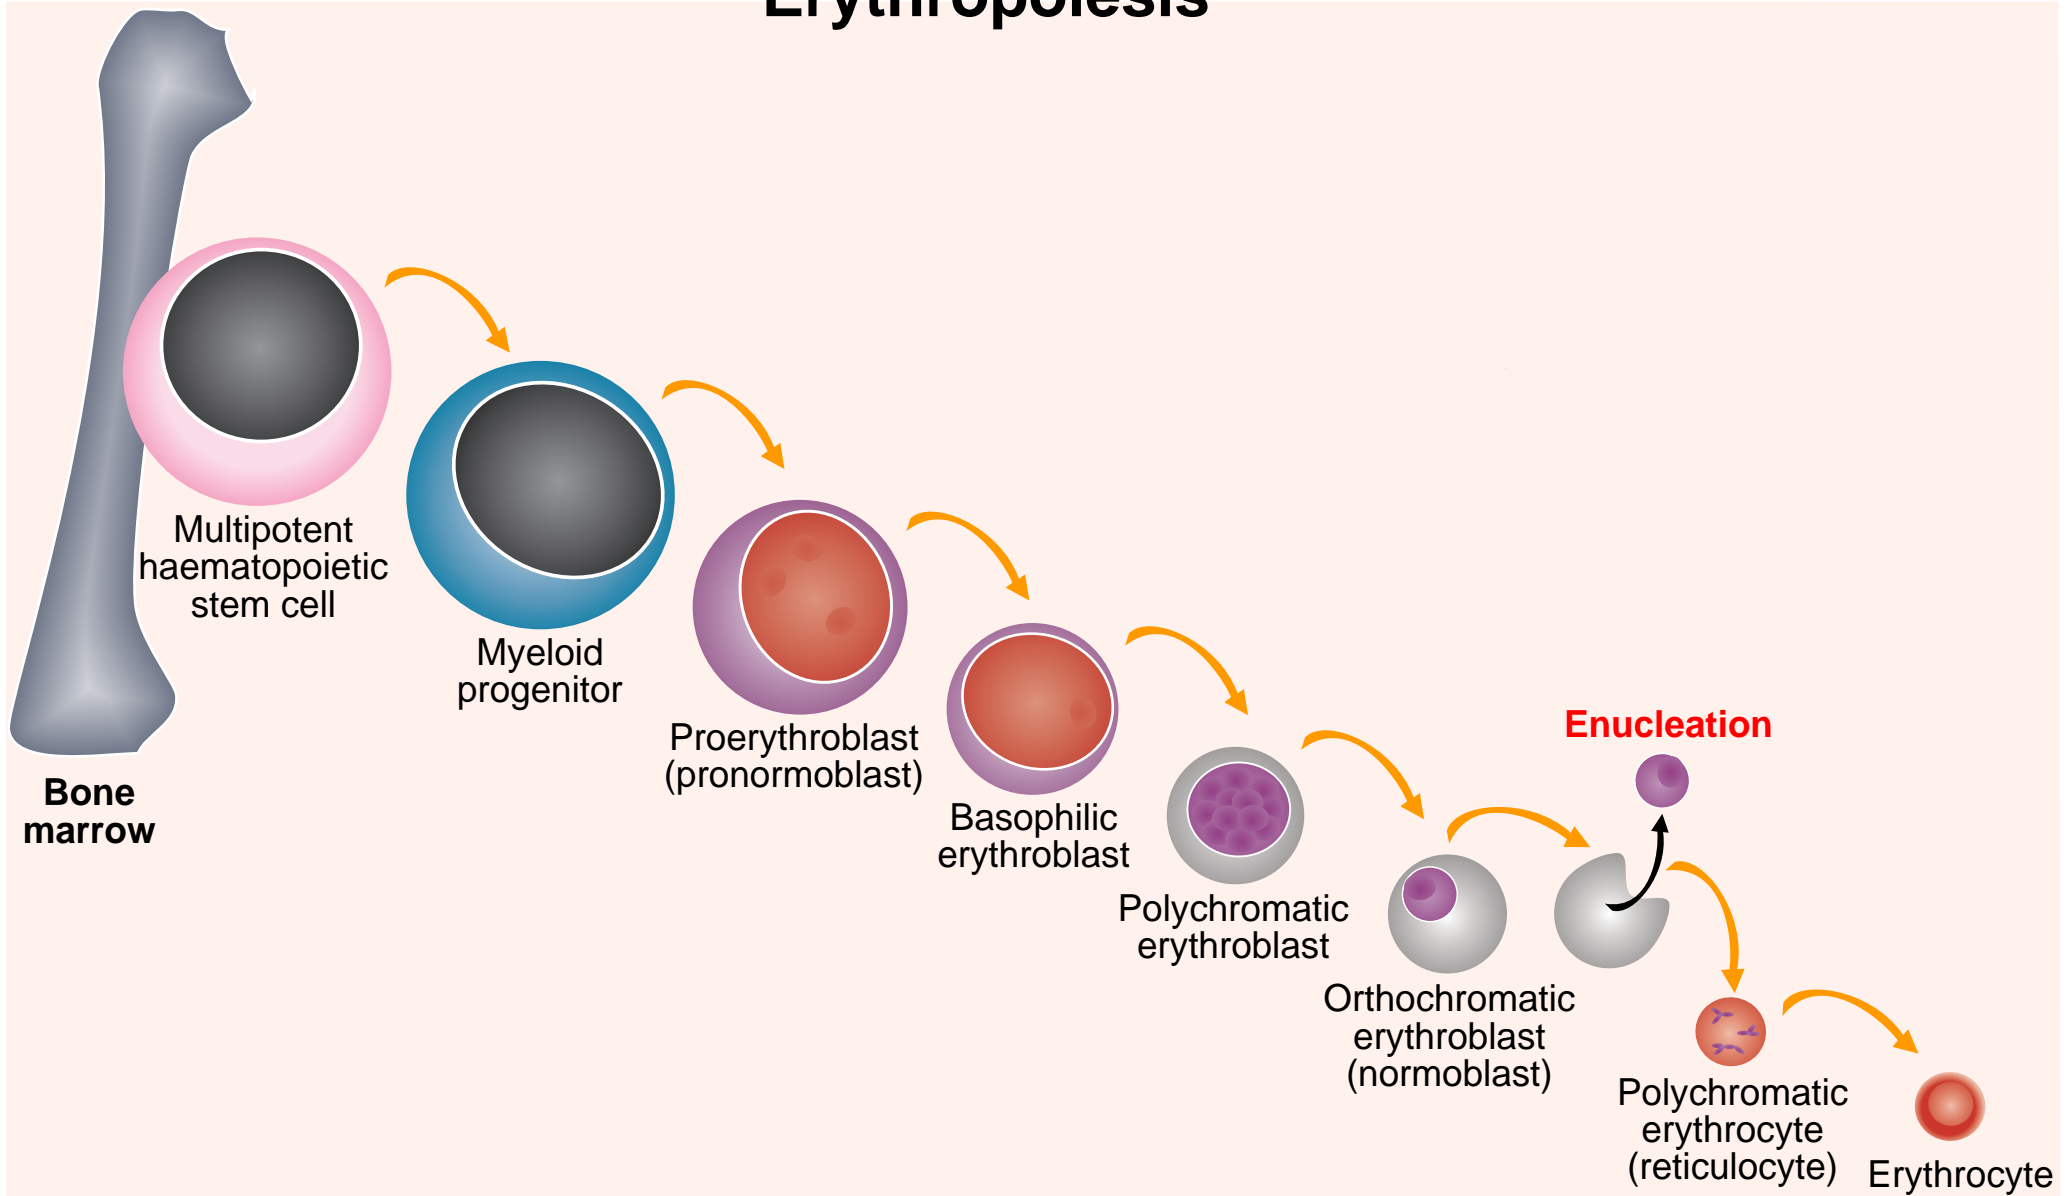 Erythropoiesis
Multipotent
haematopoietic
stem cell
Myeloid
progenitor
Proerythroblast
(pronormoblast)
Bone
marrow
Basophilic
erythroblast
Polychromatic
erythroblast
Enucleation
Orthochromatic
erythroblast
(normoblast)
Polychromatic
erythrocyte
(reticulocyte)
Erythrocyte